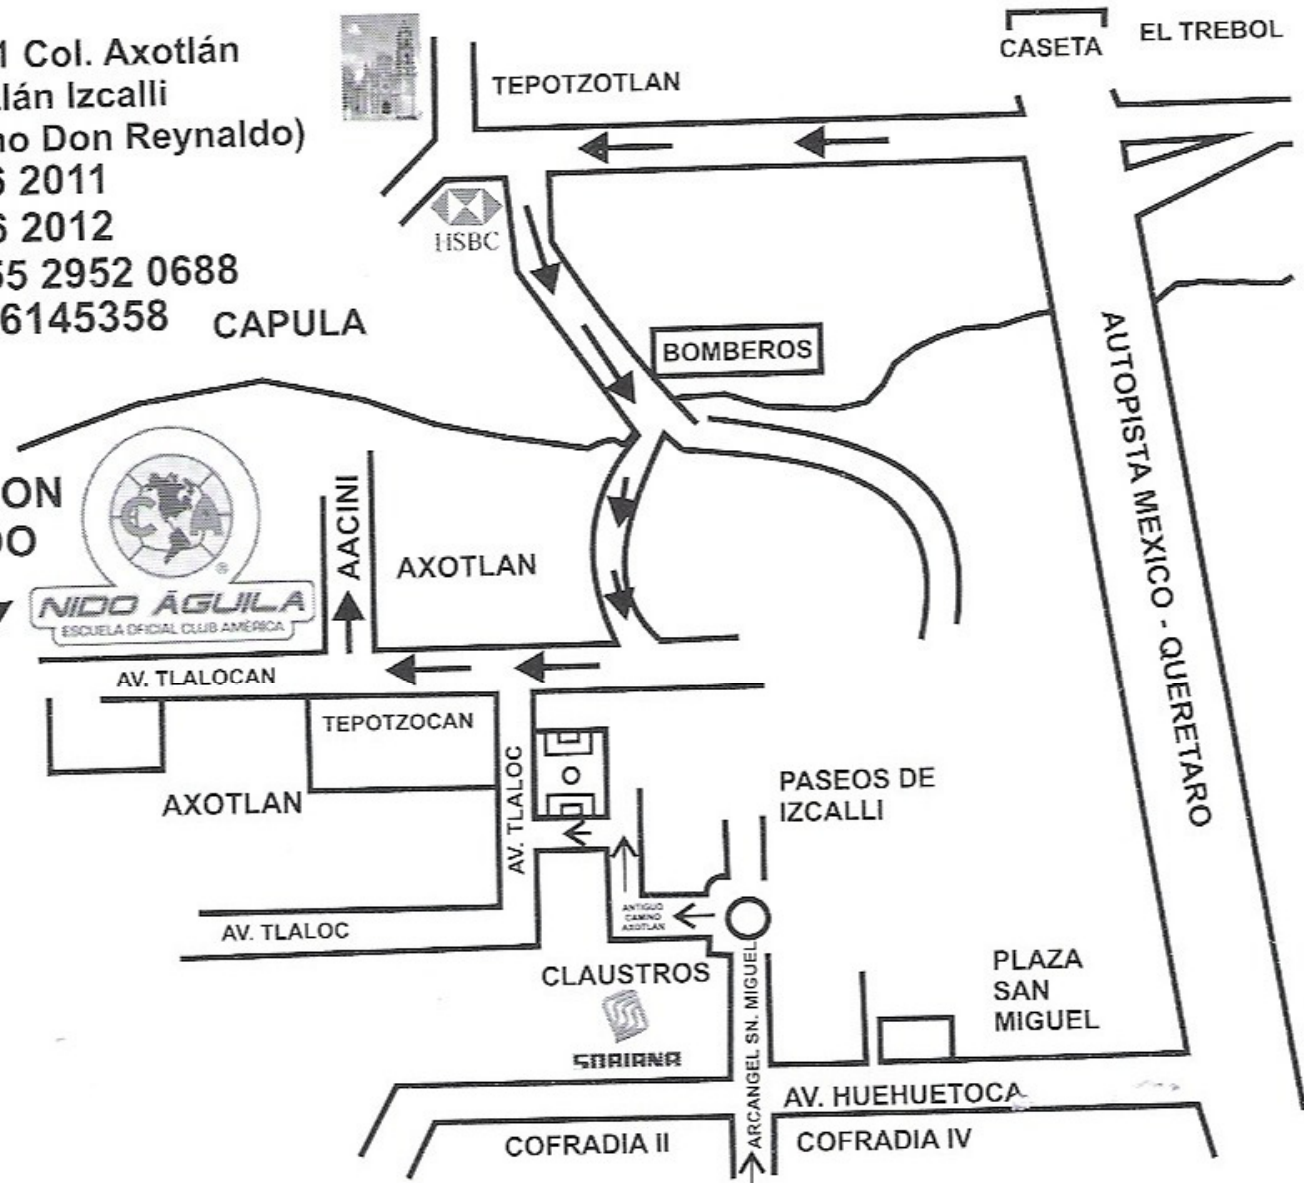 1 Col. Axotlán
lán Izcalli
no Don Reynaldo)
6 2011
6 2012
55 2952 0688
6145358
CASETA
EL TREBOL
TEPOTZOTLAN
HSBC
CAPULA
BOMBEROS
AUTOPISTA MEXICO - QUERETARO
ON
DO
CA
®
NIDO ÁGUILA
ESCUELA OFICIAL CLUB AMÉRICA
AACINI
AXOTLAN
AV. TLALOCAN
TEPOTZOCAN
AV. TLALOC
AXOTLAN
PASEOS DE
IZCALLI
ANTIGUO
CAMINO
AXOTLAN
AV. TLALOC
CLAUSTROS
SORIANA
ARCANGEL SN. MIGUEL
PLAZA
SAN
MIGUEL
AV. HUEHUETOCA
COFRADIA II
COFRADIA IV